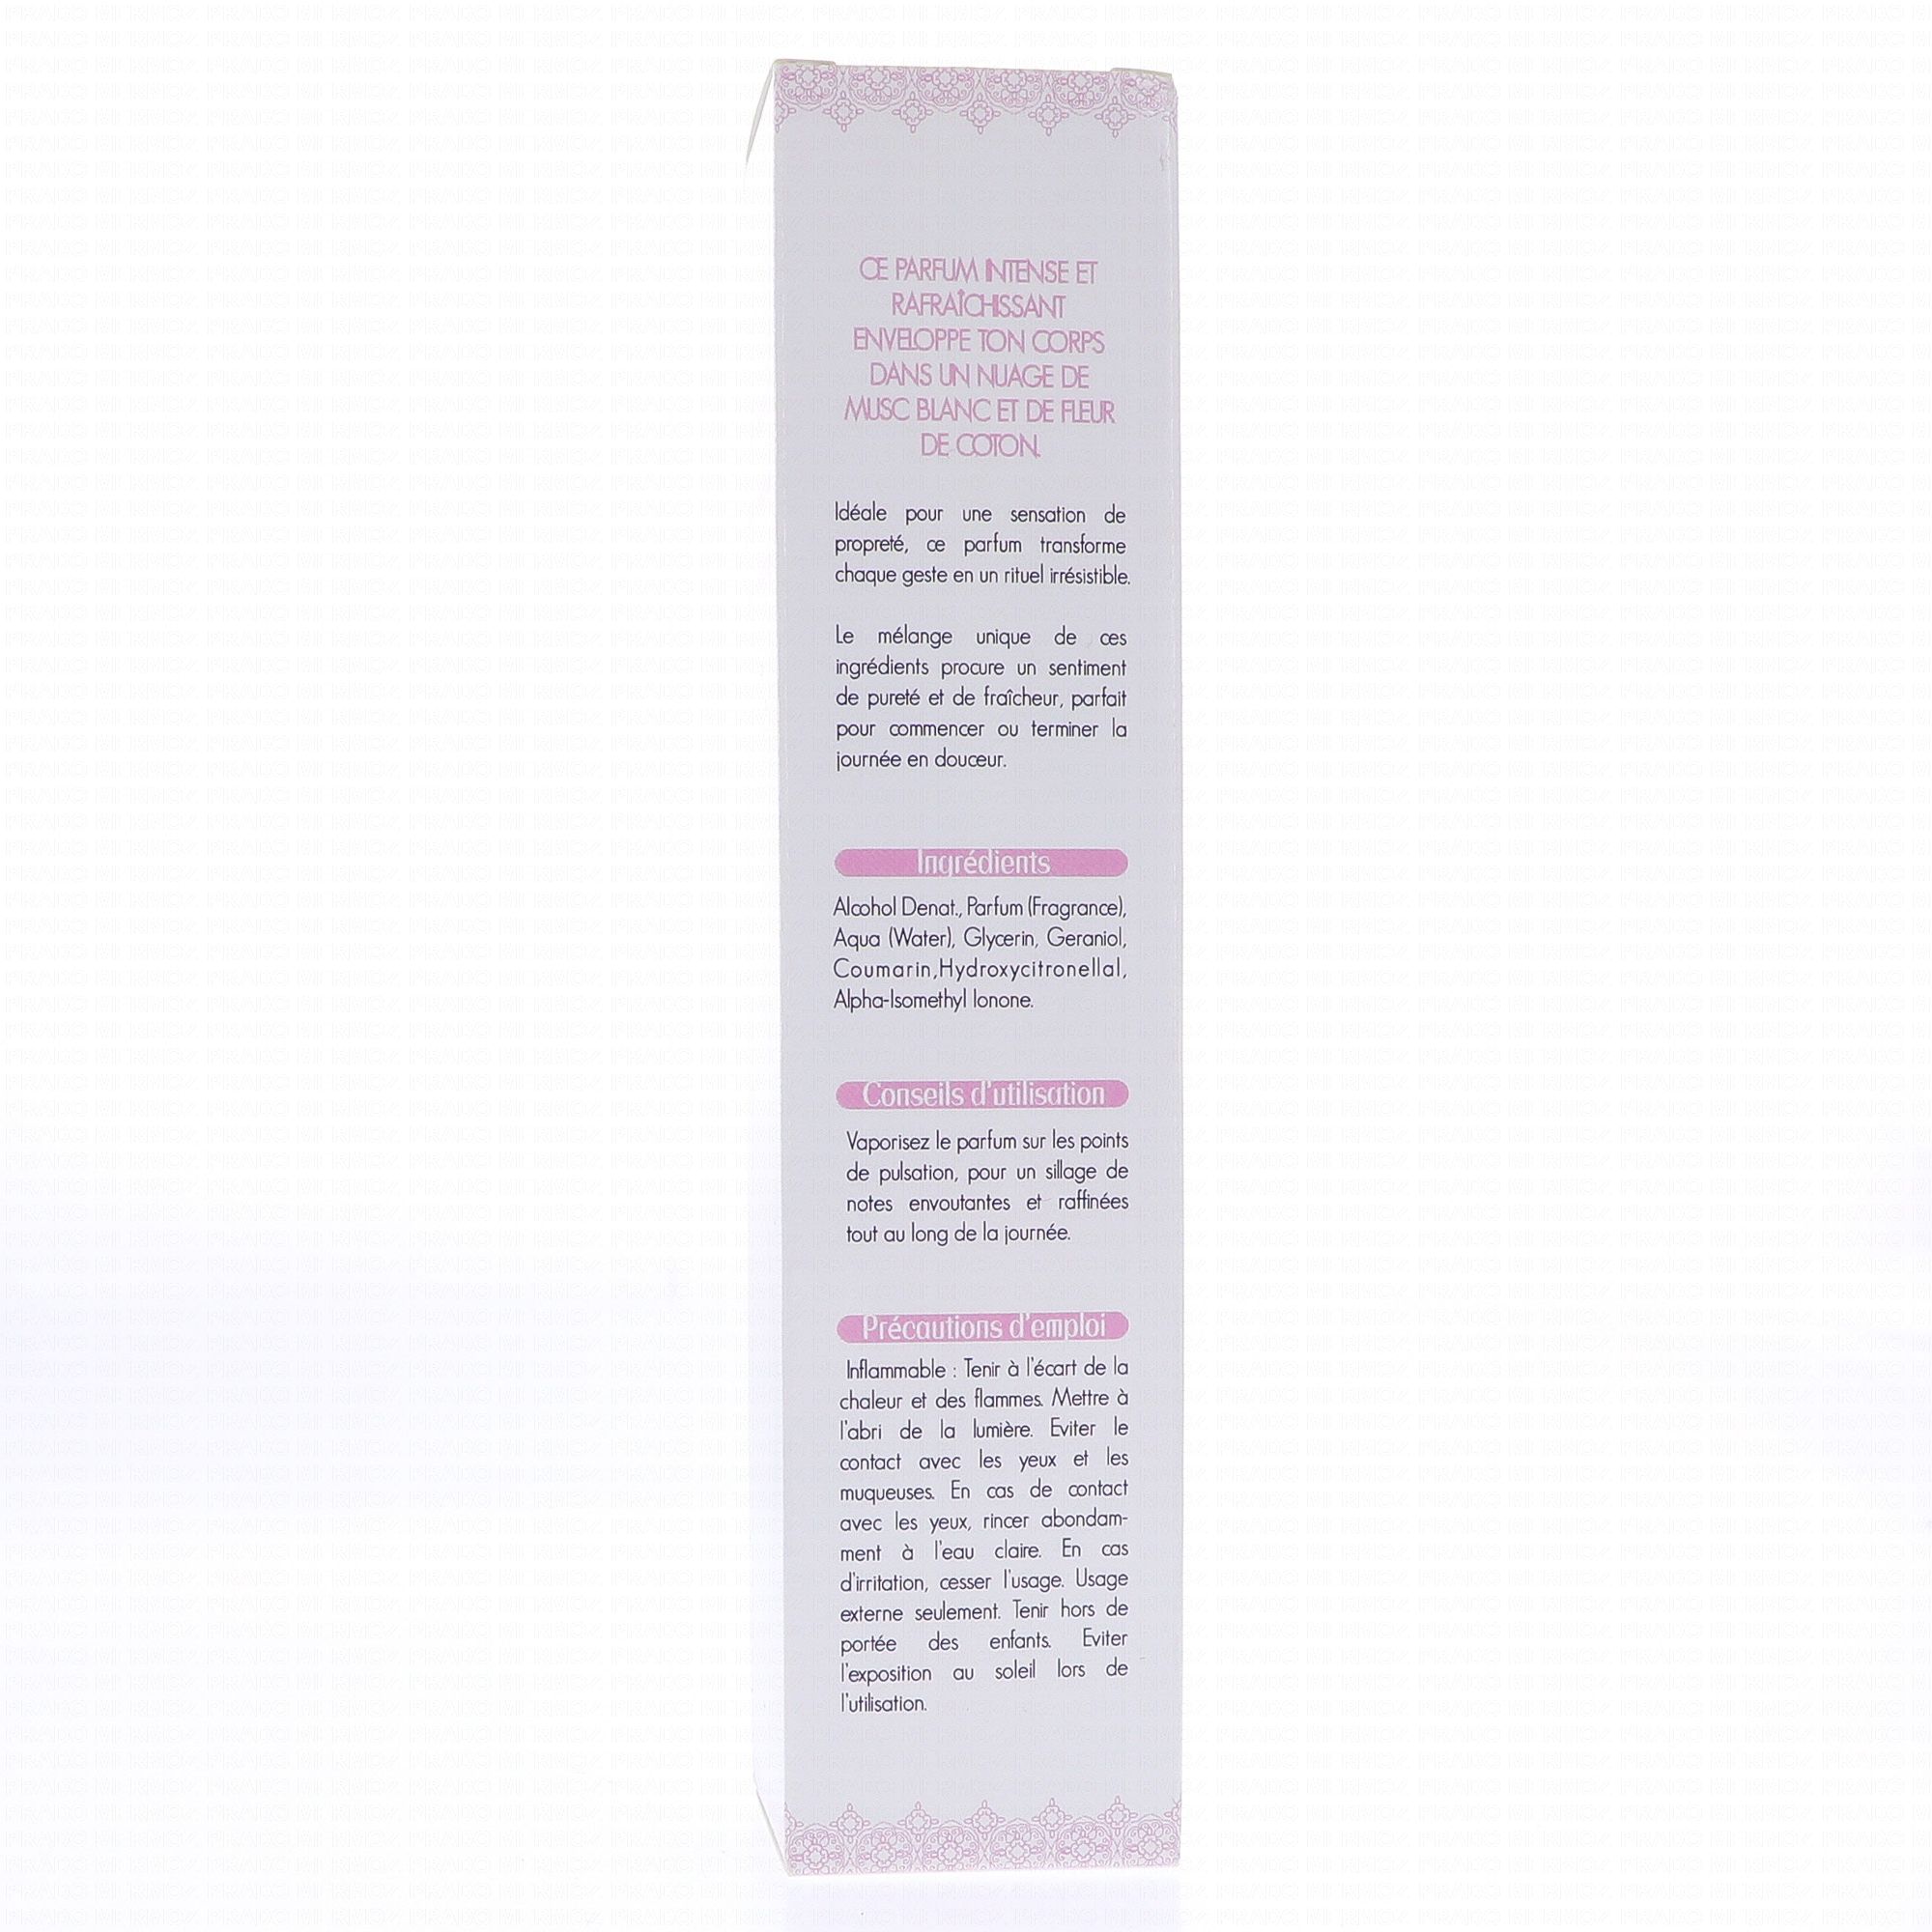 CE PARFUM INTENSE ET
RAFRAÎCHISSANT
ENVELOPPE TON CORPS
DANS UN NUAGE DE
MUSC BLANC ET DE FLEUR
DE COTON.
Idéale pour une sensation de
propreté, ce parfum transforme
chaque geste en un rituel irrésistible.
Le mélange unique de ces
ingrédients procure un sentiment
de pureté et de fraîcheur, parfait
pour commencer ou terminer la
journée en douceur.
Ingrédients
Alcohol Denat., Parfum (Fragrance),
Aqua (Water), Glycerin, Geraniol,
Coumarin,Hydroxycitronellal,
Alpha-Isomethyl Ionone.
Conseils d'utilisation
Vaporisez le parfum sur les points
de pulsation, pour un sillage de
notes envoutantes et raffinées
tout au long de la journée.
Précautions d'emploi
Inflammable : Tenir à l'écart de la
chaleur et des flammes. Mettre à
l'abri de la lumière. Eviter le
contact avec les yeux et les
muqueuses. En cas de contact
avec les yeux, rincer abondam-
ment à l'eau claire. En cas
d'irritation, cesser l'usage. Usage
externe seulement. Tenir hors de
portée des enfants. Eviter
l'exposition au soleil lors de
l'utilisation.